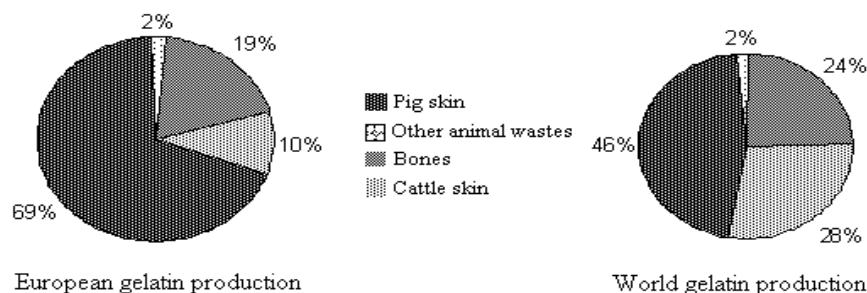 2%
19%
10%
69%
European gelatin production
Pig skin
Other animal wastes
Bones
Cattle skin
2%
24%
46%
28%
World gelatin production